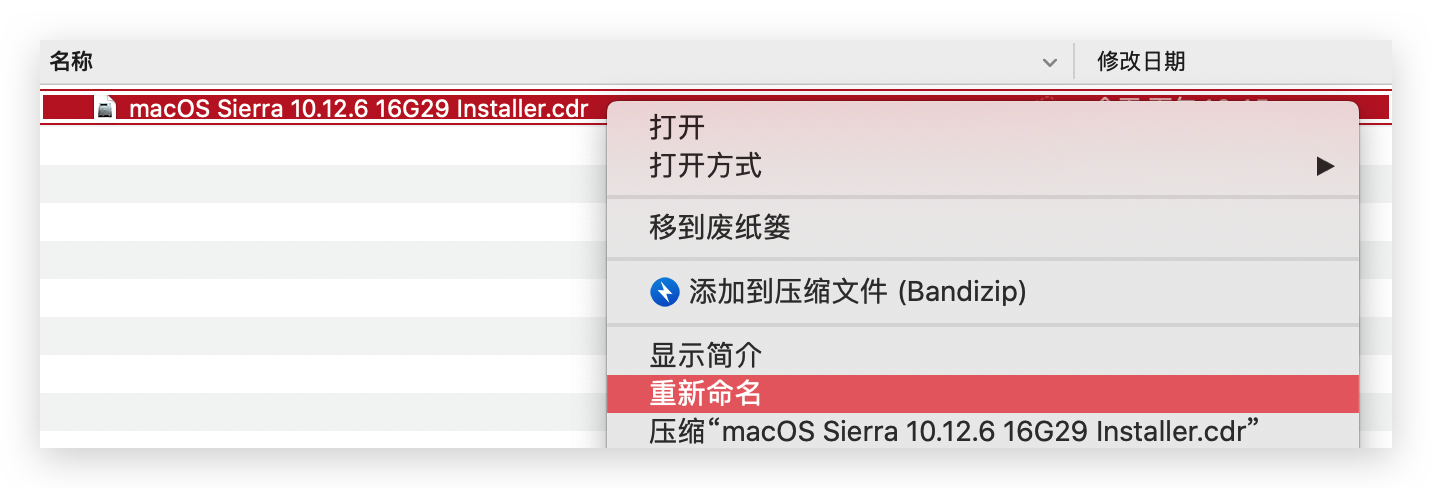 名称
修改日期
macOS Sierra 10.12.6 16G29 Installer.cdr
打开
打开方式
移到废纸篓
添加到压缩文件 (Bandizip)
显示简介
重新命名
压缩“macOS Sierra 10.12.6 16G29 Installer.cdr”